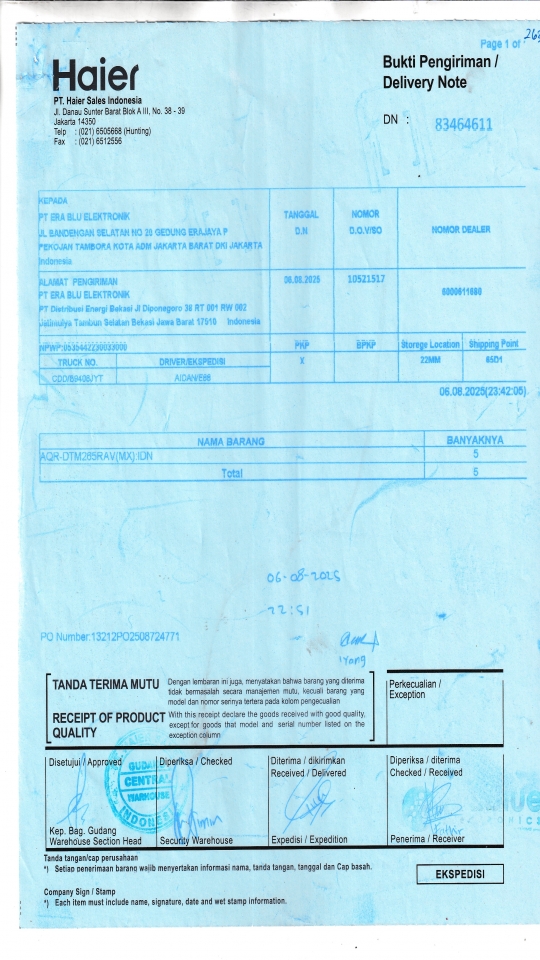 Page 1 of
Haier
Bukti Pengiriman /
Delivery Note
PT. Haier Sales Indonesia
Jl. Danau Sunter Barat Blok A III, No. 38 - 39
Jakarta 14350
Telp : (021) 6505668 (Hunting)
Fax : (021) 6512556
DN : 83464611
KEPADA
PT ERA BLU ELEKTRONIK
JL BANDENGAN SELATAN NO 20 GEDUNG ERAJAYA P
PEKOJAN TAMBORA KOTA ADM JAKARTA BARAT DKI JAKARTA
Indonesia
TANGGAL
D.N
NOMOR
D.O.V/SO
NOMOR DEALER
ALAMAT PENGIRIMAN
PT ERA BLU ELEKTRONIK
PT Distribusi Energi Bekasi Jl Diponegoro 38 RT 001 RW 002
Jatimulya Tambun Selatan Bekasi Jawa Barat 17510 Indonesia
06.08.2025
10521517
NPWP:
PKP
BPKP
Storage Location
Shipping Point
TRUCK NO.
DRIVER/EKSPEDISI
X
22MM
65D1
06.08.2025(23:42:05)
NAMA BARANG
BANYAKNYA
AQR-DTM265RAV(MX):IDN
5
Total
5
06-08-2025
22:51
PO Number:13212PO2508724771
TANDA TERIMA MUTU
Dengan lembaran ini juga, menyatakan bahwa barang yang diterima
tidak bermasalah secara manajemen mutu, kecuali barang yang
model dan nomor serinya tertera pada kolom pengecualian
RECEIPT OF PRODUCT
QUALITY
With this receipt declare the goods received with good quality,
except for goods that model and serial number listed on the
exception column
Perkecualian /
Exception
Disetujui / Approved
Diperiksa / Checked
Diterima / dikirimkan
Received / Delivered
Diperiksa / diterima
Checked / Received
GUDANG
CENTRAL
WARHOUSE
INDONES
Kep. Bag. Gudang
Warehouse Section Head
Security Warehouse
Expedisi / Expedition
Penerima / Receiver
Tanda tangan/cap perusahaan
*) Setiap penerimaan barang wajib menyertakan informasi nama, tanda tangan, tanggal dan Cap basah.
EKSPEDISI
Company Sign / Stamp
*) Each item must include name, signature, date and wet stamp information.